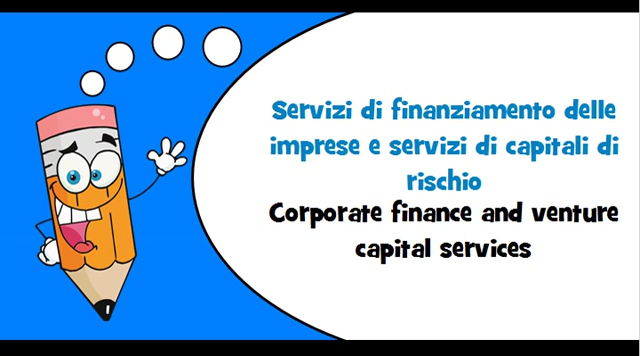 Servizi di finanziamento delle
imprese e servizi di capitali di
rischio
Corporate finance and venture
capital services